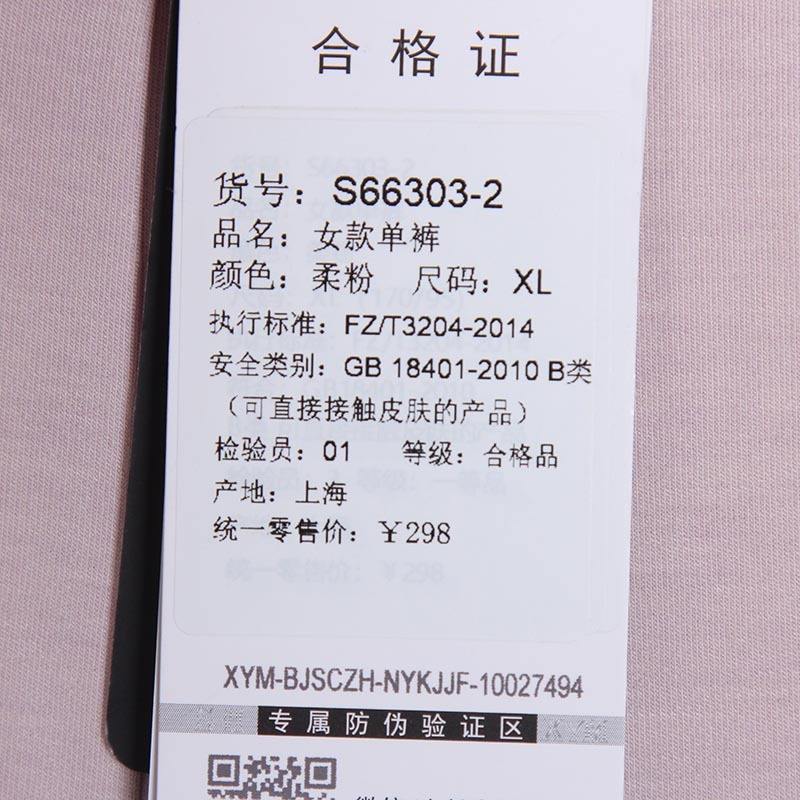 合格证
货号：S66303-2
品名：女款单裤
颜色：柔粉 尺码：XL
执行标准：FZ/T3204-2014
安全类别：GB 18401-2010 B类
（可直接接触皮肤的产品）
检验员：01 等级：合格品
产地：上海
统一零售价：￥298
XYM-BJSCZH-NYKJJF-10027494
专属防伪验证区